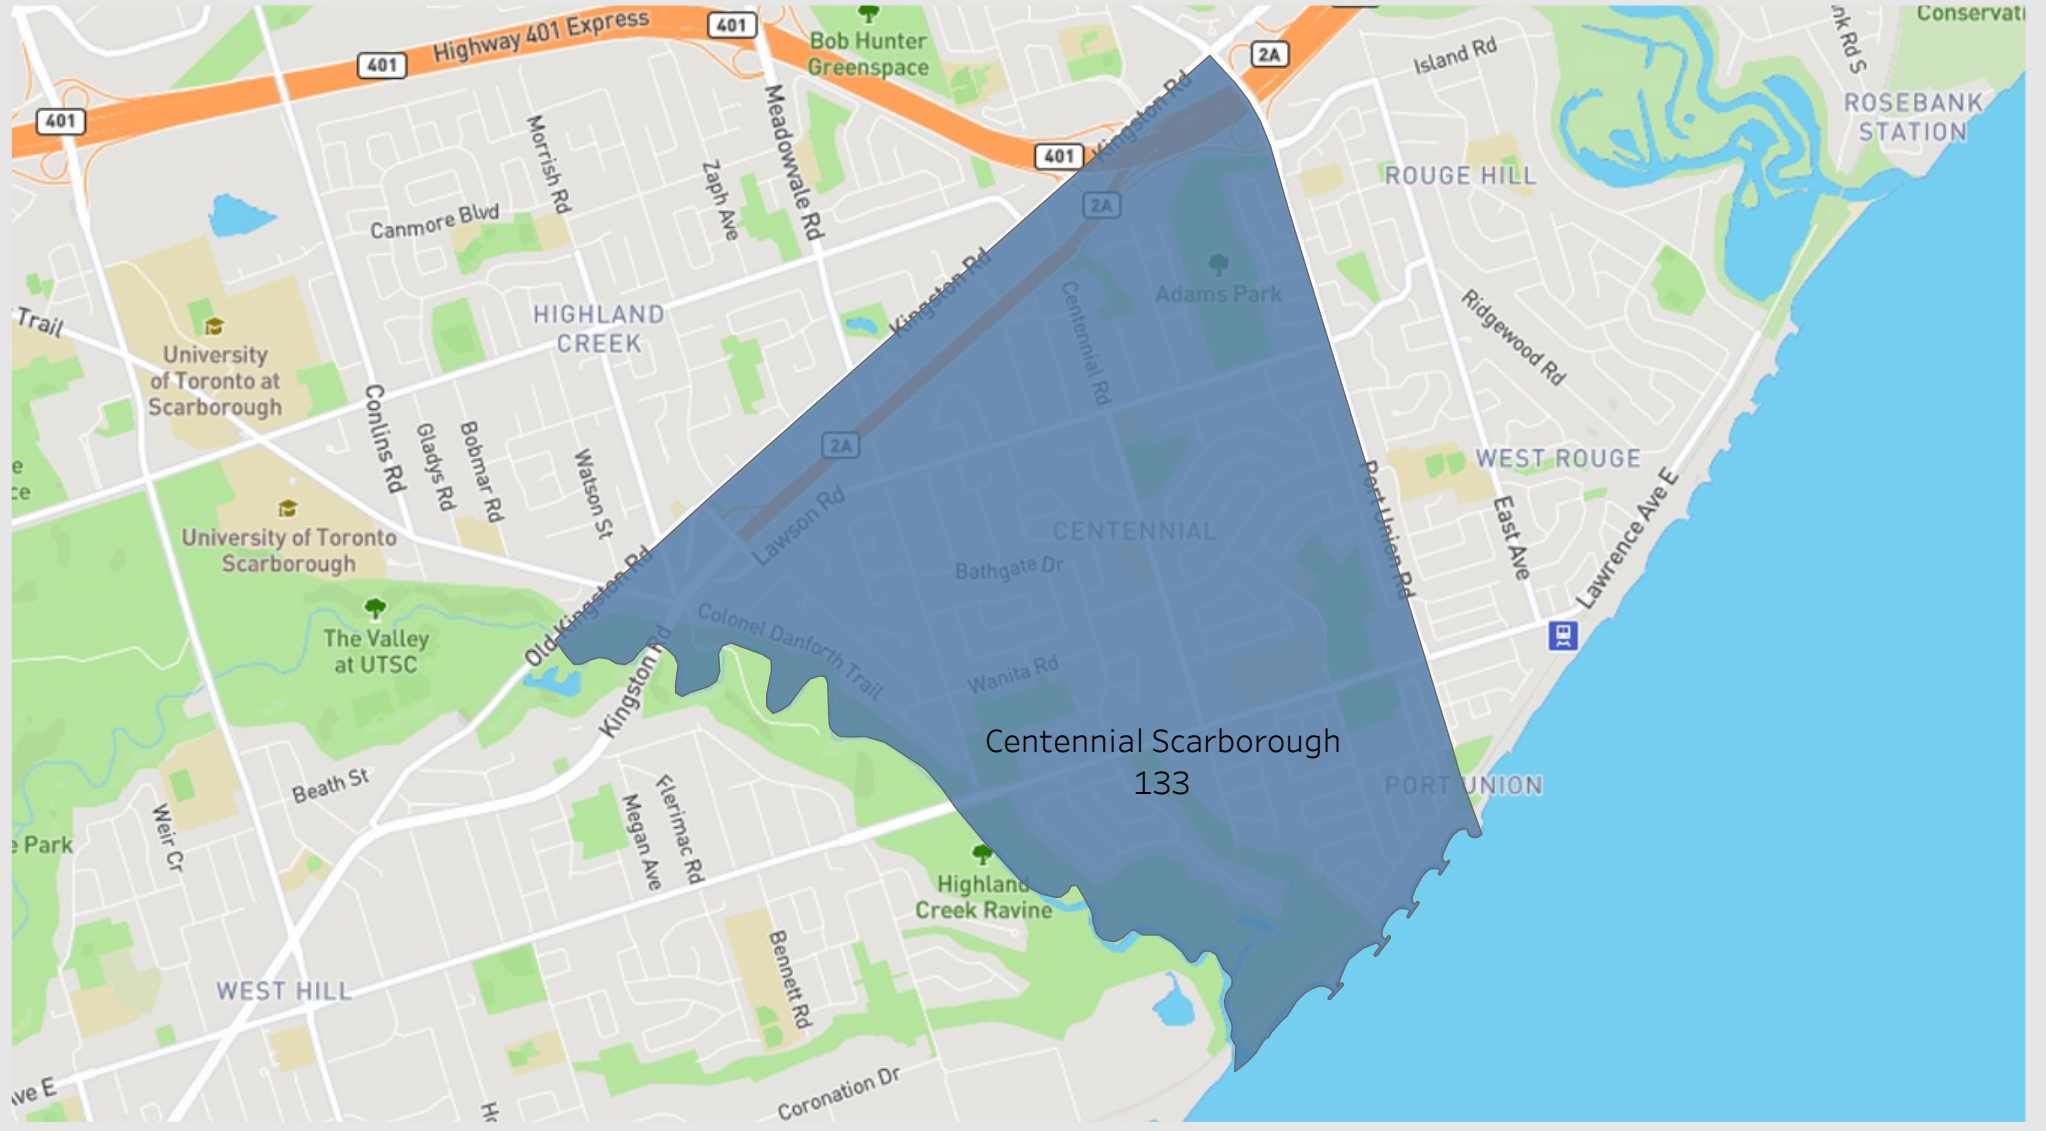 Highway 401 Express
401
401
401
401
2A
2A
2A
Bob Hunter
Greenspace
Conservati
nk Rd S
Island Rd
ROSEBANK
STATION
Kingston Rd
Meadowvale Rd
Morrish Rd
Zaph Ave
ROUGE HILL
Canmore Blvd
Kingston Rd
Adams Park
Centennial Rd
Ridgewood Rd
Trail
HIGHLAND
CREEK
University
of Toronto at
Scarborough
Conlins Rd
Gladys Rd
Bobmar Rd
Watson St
Lawson Rd
WEST ROUGE
Port Union Rd
East Ave
Lawrence Ave E
e
ce
University of Toronto
Scarborough
CENTENNIAL
Bathgate Dr
Old Kingston Rd
Colonel Danforth Trail
The Valley
at UTSC
Kingston Rd
Wanita Rd
Centennial Scarborough
133
PORT UNION
Beath St
Weir Cr
Megan Ave
Flerimac Rd
e Park
Highland
Creek Ravine
Bennett Rd
WEST HILL
ve E
Ho
Coronation Dr